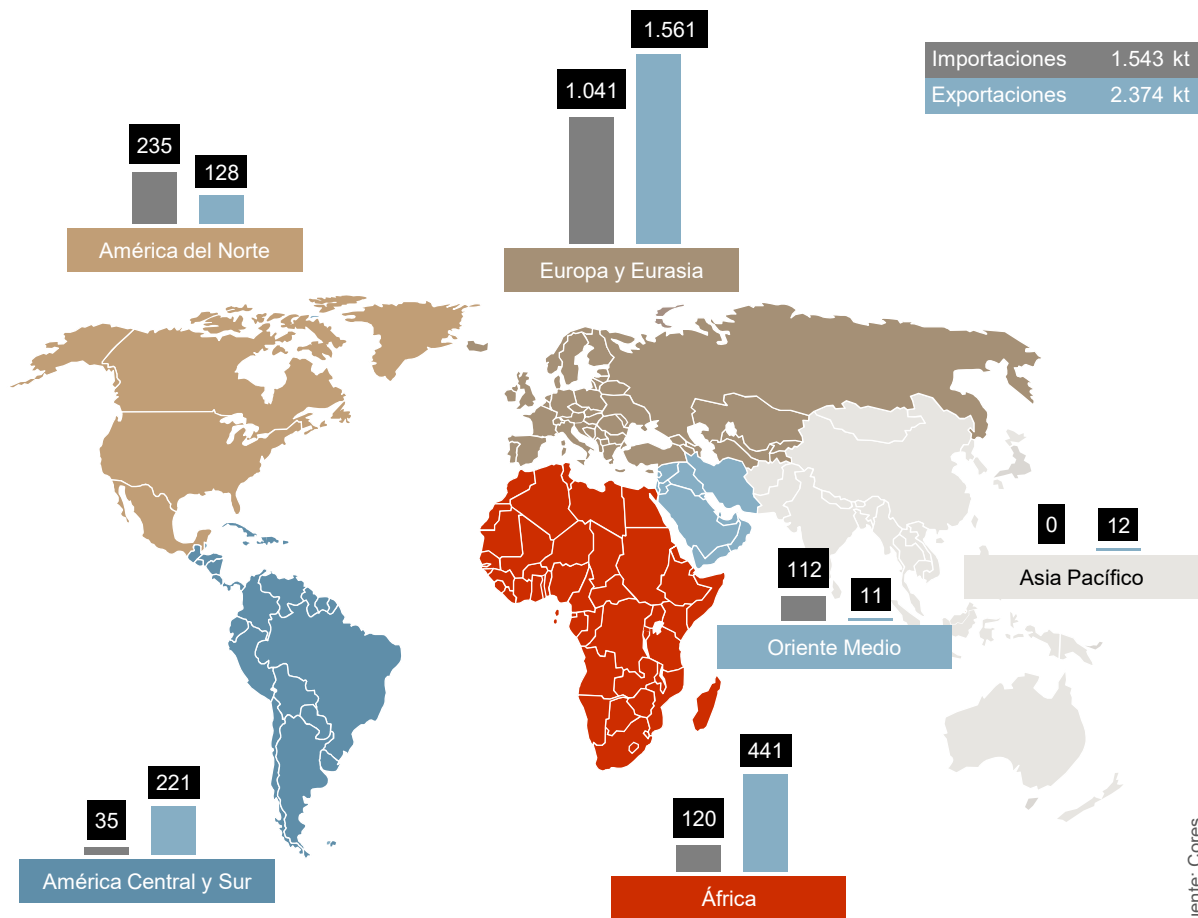 1.561
1.041
Importaciones 1.543 kt
Exportaciones 2.374 kt
235
128
América del Norte
Europa y Eurasia
0
12
Asia Pacífico
112
11
Oriente Medio
441
120
África
221
35
América Central y Sur
Cores